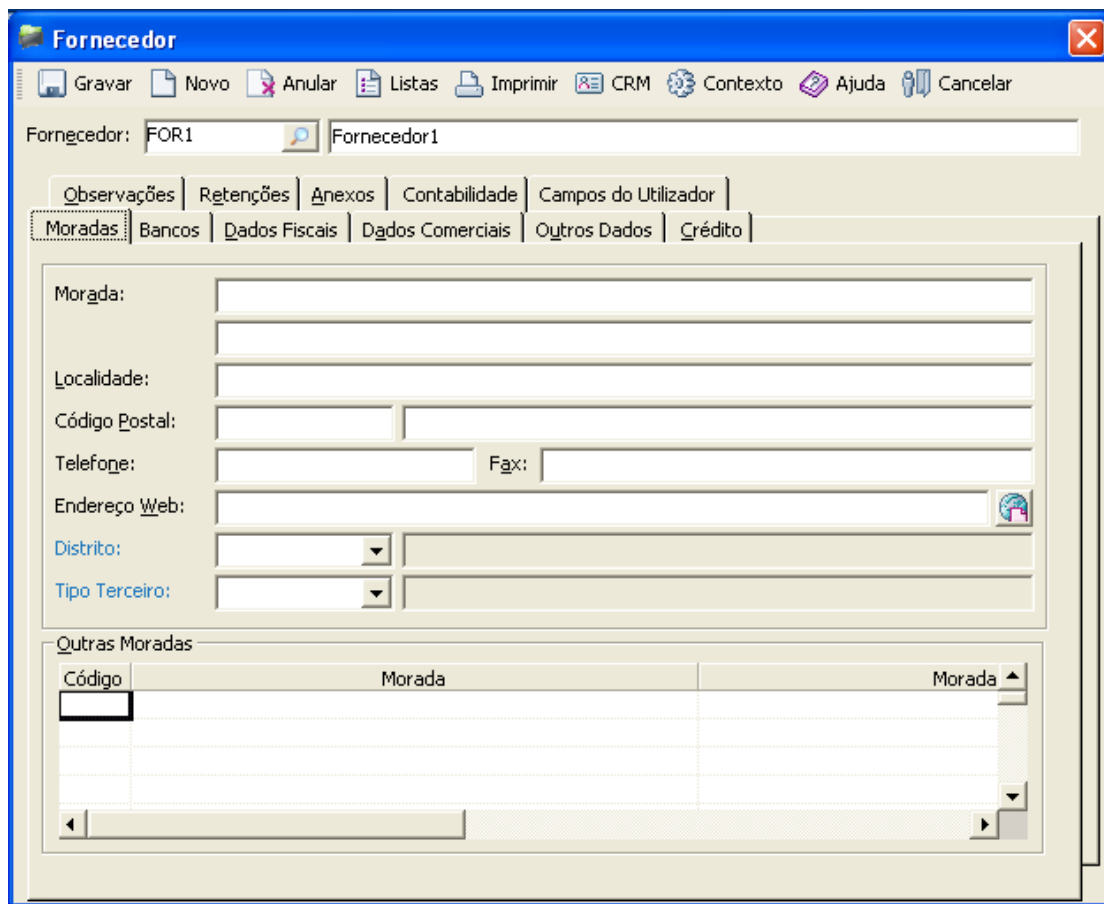 Fornecedor
Gravar Novo Anular Listas Imprimir CRM Contexto Ajuda Cancelar
Fornecedor: FOR1 Fornecedor1
Observações Retenções Anexos Contabilidade Campos do Utilizador
Moradas Bancos Dados Fiscais Dados Comerciais Outros Dados Crédito
Morada:
Localidade:
Código Postal:
Telefone: Fax:
Endereço Web:
Distrito:
Tipo Terceiro:
Outras Moradas
Código Morada Morada